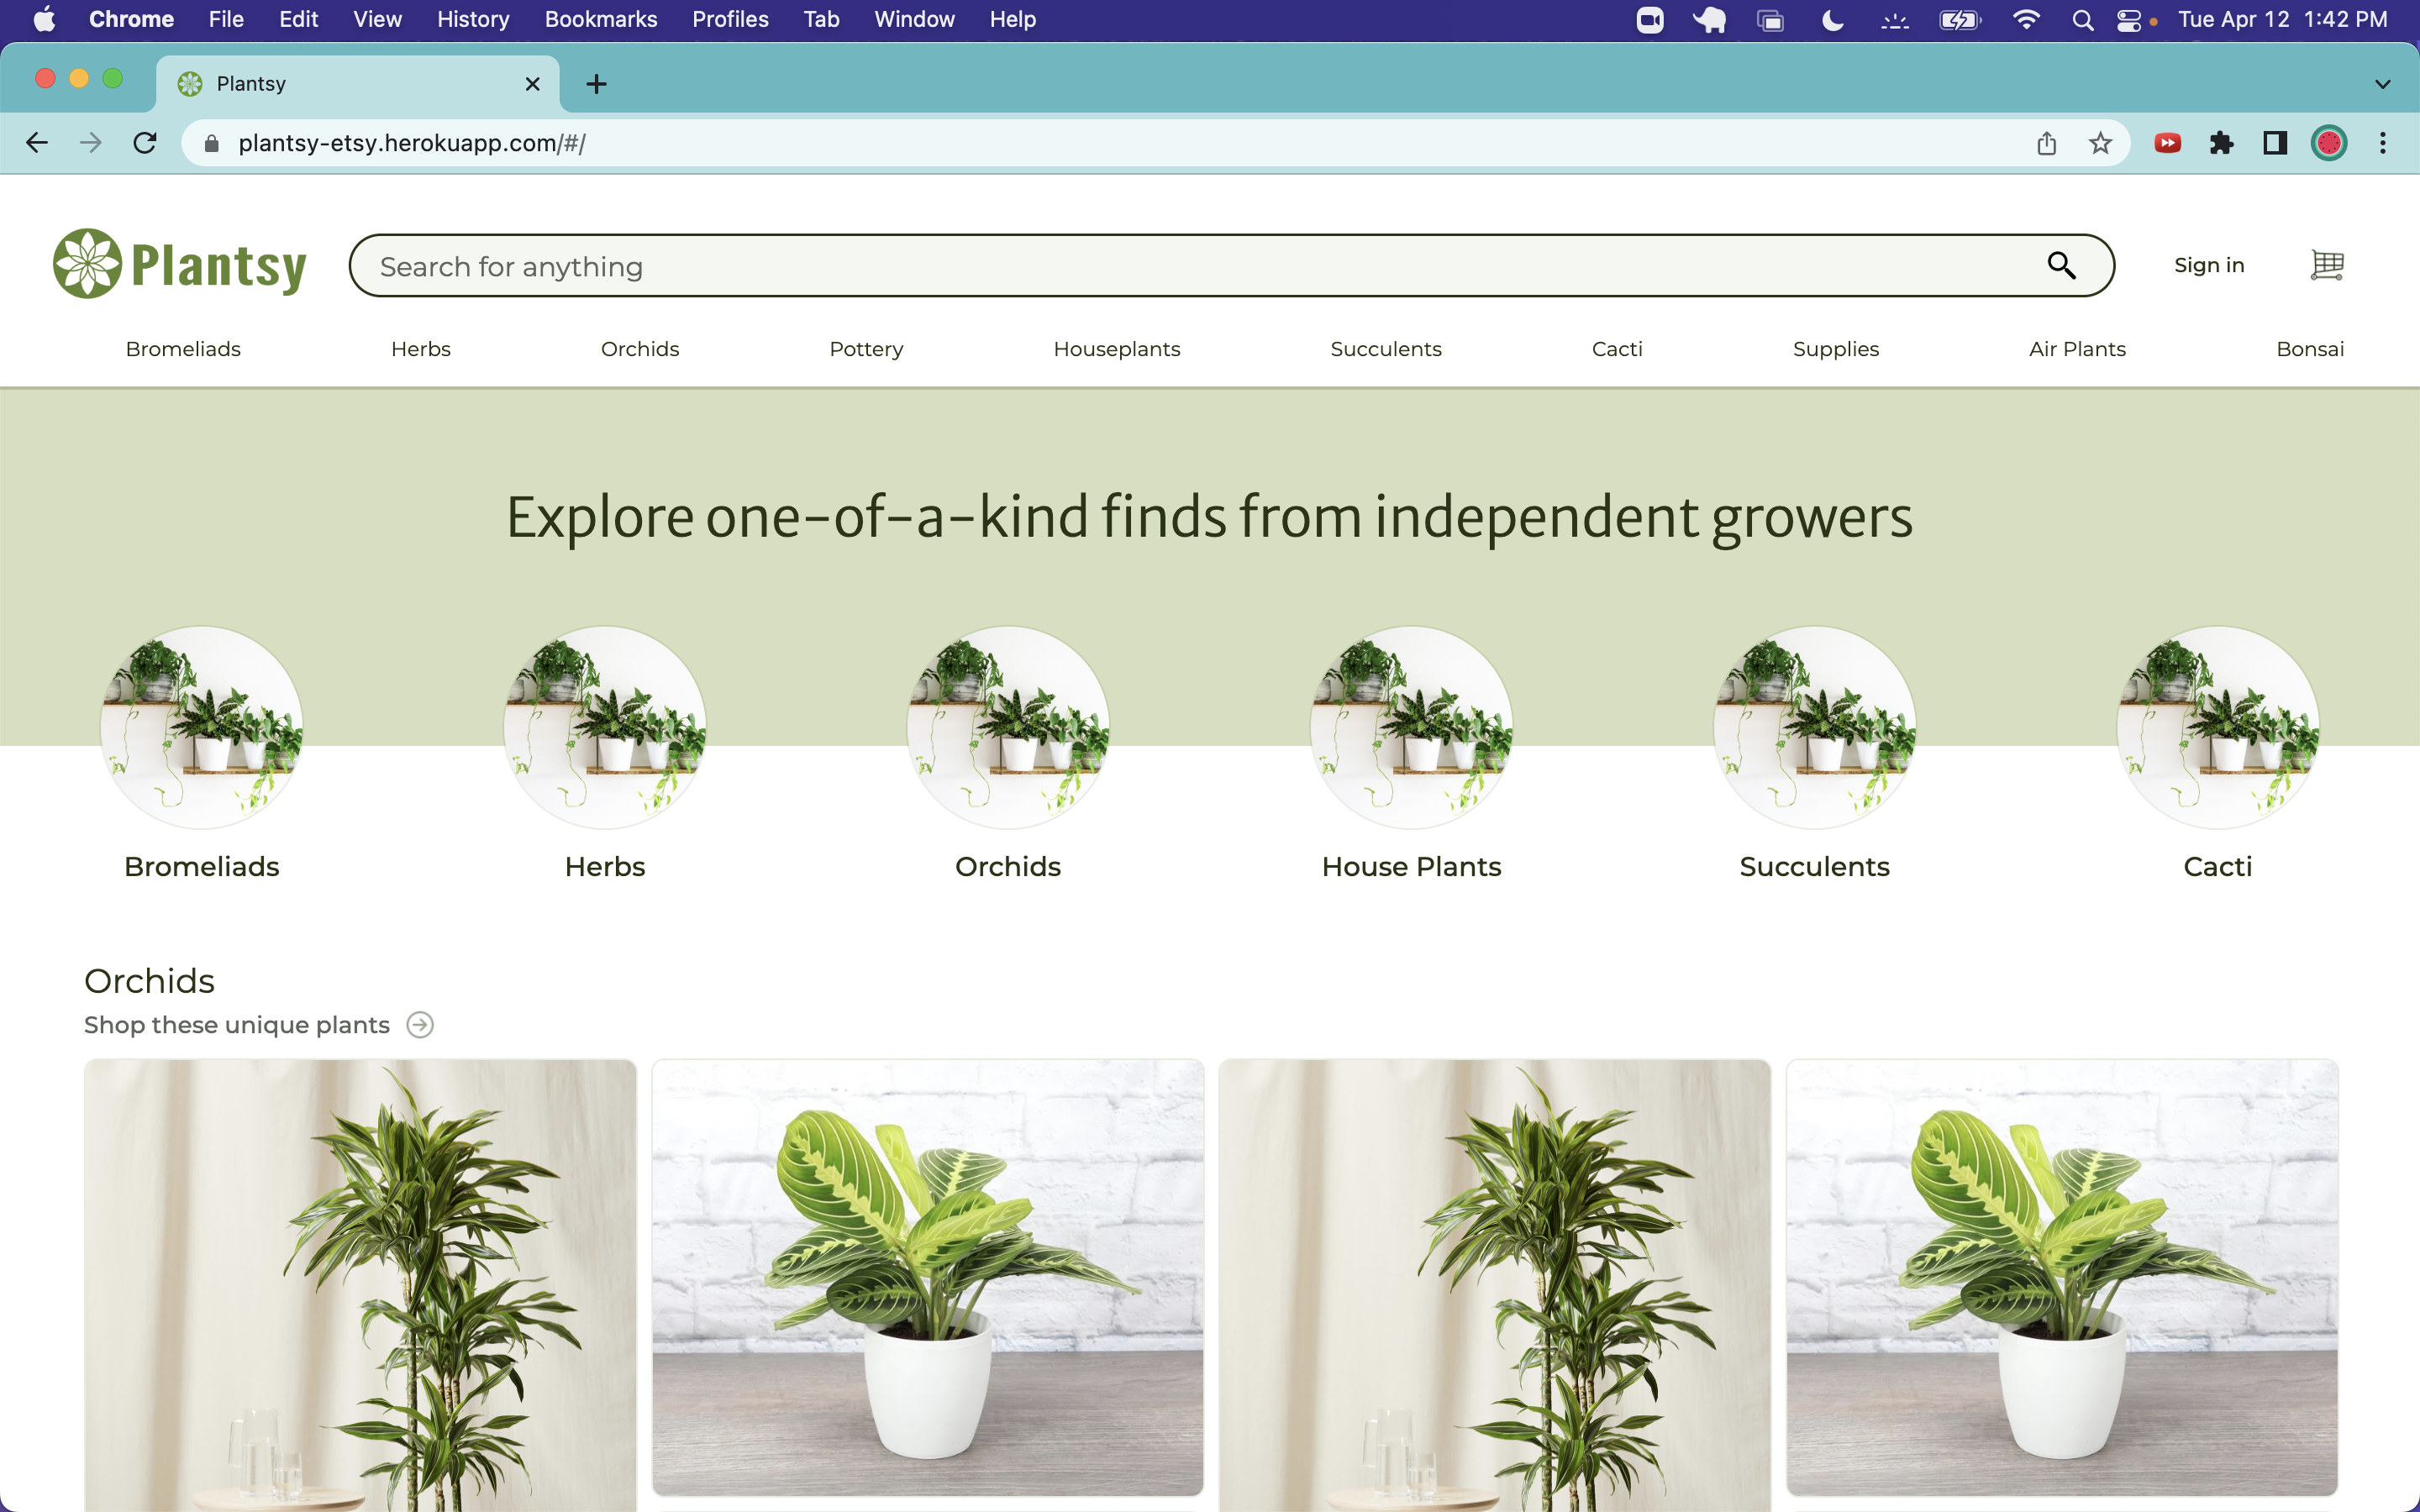 Chrome File Edit View History Bookmarks Profiles Tab Window Help Tue Apr 12 1:42 PM
Plantsy
plantsy-etsy.herokuapp.com/#/
Plantsy Search for anything Sign in
Bromeliads Herbs Orchids Pottery Houseplants Succulents Cacti Supplies Air Plants Bonsai
Explore one-of-a-kind finds from independent growers
Bromeliads Herbs Orchids House Plants Succulents Cacti
Orchids
Shop these unique plants